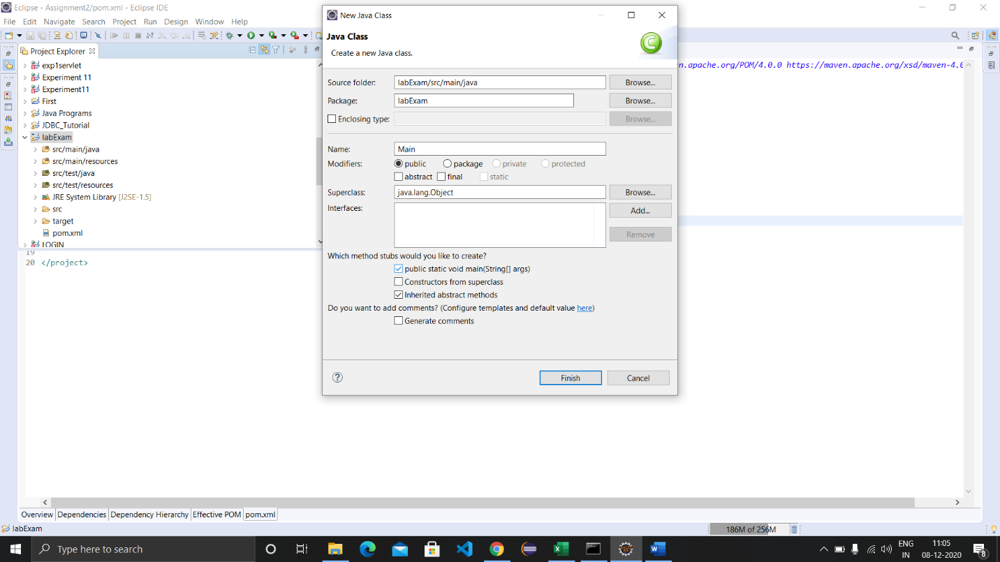 Eclipse - Assignment2/pom.xml - Eclipse IDE
File Edit Navigate Search Project Run Design Window Help
Project Explorer
exp1servlet
Experiment 11
Experiment11
First
Java Programs
JDBC_Tutorial
labExam
src/main/java
src/main/resources
src/test/java
src/test/resources
JRE System Library [J2SE-1.5]
src
target
pom.xml
LOGIN
New Java Class
Java Class
Create a new Java class.
Source folder: labExam/src/main/java Browse...
Package: labExam Browse...
Enclosing type: Browse...
Name: Main
Modifiers: public package private protected
abstract final static
Superclass: java.lang.Object Browse...
Interfaces: Add...
Remove
Which method stubs would you like to create?
public static void main(String[] args)
Constructors from superclass
Inherited abstract methods
Do you want to add comments? (Configure templates and default value here)
Generate comments
? Finish Cancel
n.apache.org/POM/4.0.0 https://maven.apache.org/xsd/maven-4.0
19
20 </project>
Overview Dependencies Dependency Hierarchy Effective POM pom.xml
labExam 186M of 256M
Type here to search
ENG
IN
11:05
08-12-2020
8